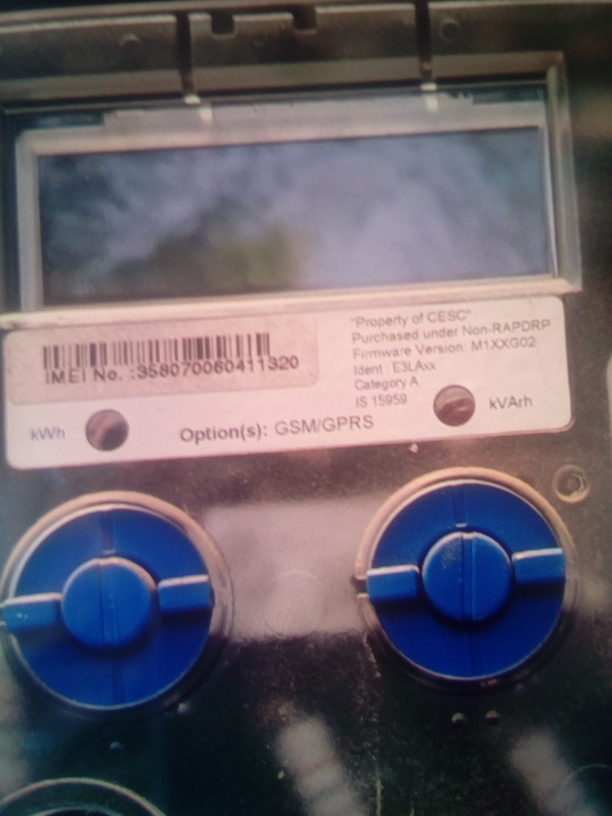 IMEI No. :358070060411320
"Property of CESC"
Purchased under Non-RAPDRP
Firmware Version: M1XXG02
Ident : E3LAxx
Category A
IS 15959
kWh
Option(s): GSM/GPRS
kVArh